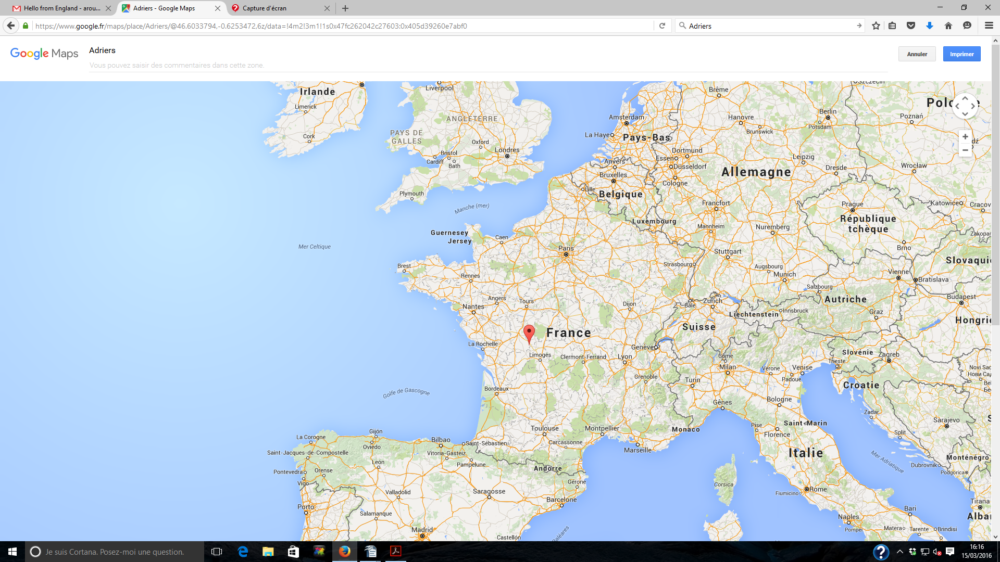 Hello from England - arou...
Adriers - Google Maps
Capture d'écran
https://www.google.fr/maps/place/Adriers/@46.6033794,-0.6253472,6z/data=!4m2!3m1!1s0x47fc262042c27603:0x405d39260e7abf0
Adriers
Google Maps
Adriers
Vous pouvez saisir des commentaires dans cette zone.
Annuler
Imprimer
Irlande
Limerick
Cork
Liverpool
ANGLETERRE
PAYS DE
GALLES
Oxford
Londres
Bristol
Cardiff
Bath
Plymouth
Manche (mer)
Guernesey
Jersey
Mer Celtique
Brême
Szczecin
Amsterdam
Hanovre
Berlin
Potsdam
Poznań
La Haye
Pays-Bas
Brunswick
Dortmund
Essen
Düsseldorf
Leipzig
Dresde
Wrocław
Anvers
Bruxelles
Lille
Belgique
Cologne
Allemagne
Francfort
Prague
République
tchèque
Katowice
Cracov
Luxembourg
Mannheim
Nuremberg
Zakopar
Brno
Slovaquie
Caen
Paris
Stuttgart
Strasbourg
Augsbourg
Munich
Vienne
Bratislava
Brest
Rennes
Salzbourg
Angers
Tours
Dijon
Bâle
Zurich
Autriche
Budapest
Nantes
Liechtenstein
Innsbruck
Graz
Hongrie
France
Suisse
La Rochelle
Limoges
Clermont-Ferrand
Genève
Lyon
Côme
Milan
Slovénie
Zagreb
Trieste
Vérone
Venise
Padoue
Novi Sad
Нови Са
Golfe de Gascogne
Bordeaux
Grenoble
Turin
Croatie
Gênes
Bologne
Zadar
Sarajevo
Toulouse
Montpellier
Monaco
Pise
Florence
Saint-Marin
Split
La Corogne
Gijón
Oviedo
Bilbao
Saint-Sébastien
Carcassonne
Marseille
Saint-Jacques-de-Compostelle
León
Vitoria-Gasteiz
Pampelune
Italie
Mer Adriatique
Monténégro
Dubrovnik
Podgorica
Pontevedra
Orense
Andorre
Vigo
Gérone
Corsica
Valladolid
Saragosse
Barcelone
Fiumicino
Rome
Tirana
Porto
Salamanque
Bari
Alba
Naples
Pompei
Matera
Tarente
Brindisi
Madrid
Castellón
Baléares
Je suis Cortana. Posez-moi une question.
16:16
15/03/2016